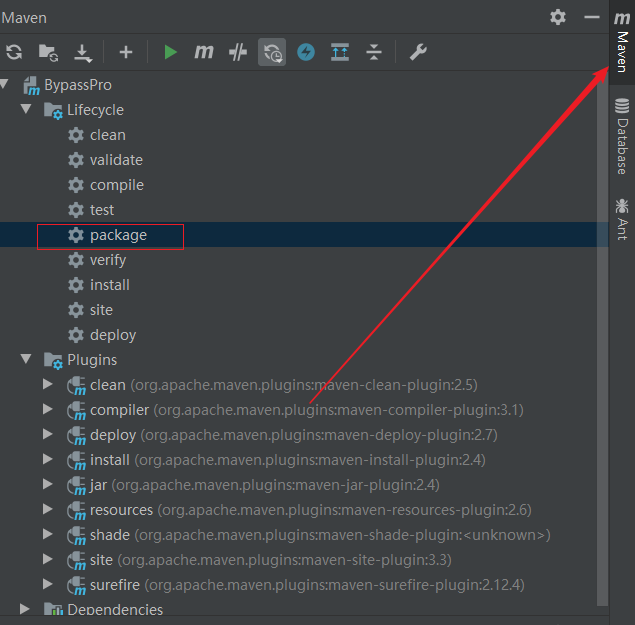 Maven
BypassPro
Lifecycle
clean
validate
compile
test
package
verify
install
site
deploy
Plugins
clean (org.apache.maven.plugins:maven-clean-plugin:2.5)
compiler (org.apache.maven.plugins:maven-compiler-plugin:3.1)
deploy (org.apache.maven.plugins:maven-deploy-plugin:2.7)
install (org.apache.maven.plugins:maven-install-plugin:2.4)
jar (org.apache.maven.plugins:maven-jar-plugin:2.4)
resources (org.apache.maven.plugins:maven-resources-plugin:2.6)
shade (org.apache.maven.plugins:maven-shade-plugin:<unknown>)
site (org.apache.maven.plugins:maven-site-plugin:3.3)
surefire (org.apache.maven.plugins:maven-surefire-plugin:2.12.4)
Dependencies
Maven
Database
Ant